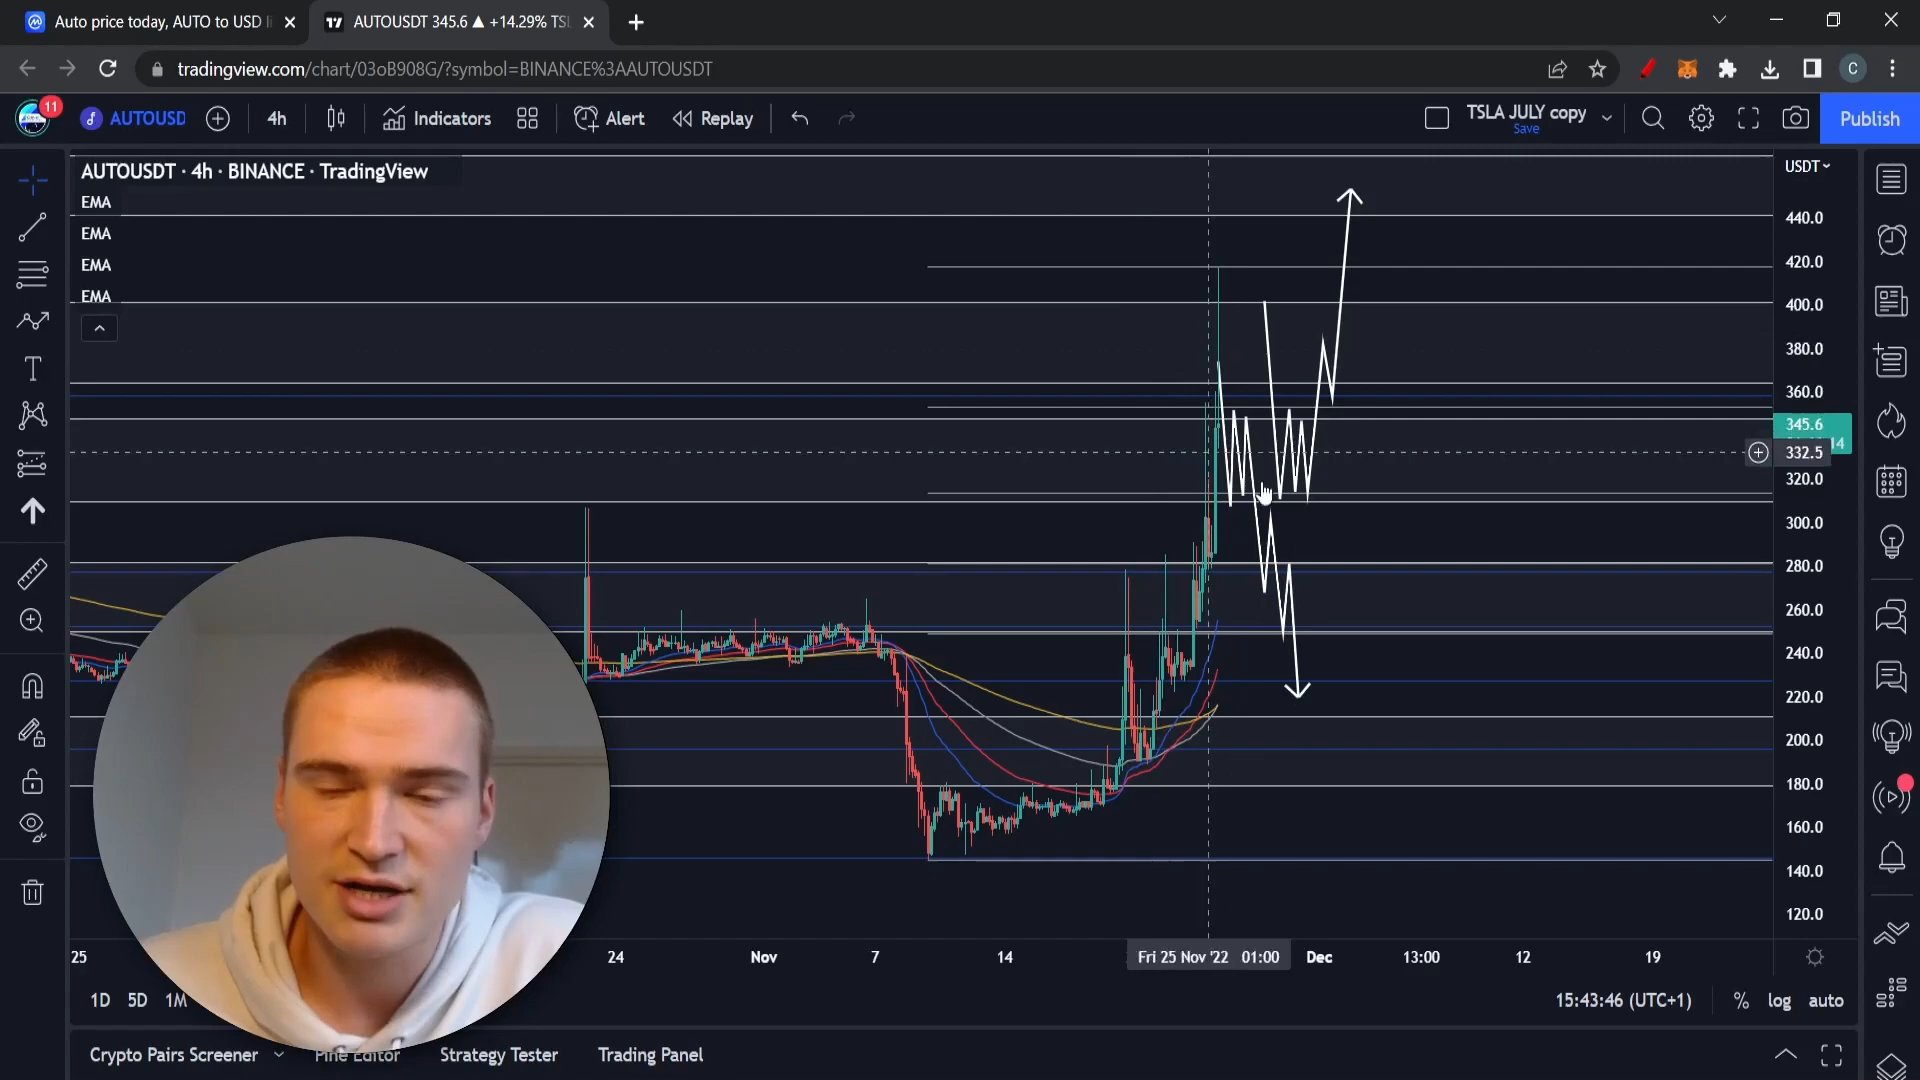 Auto price today, AUTO to USD li
AUTOUSDT 345.6 ▲ +14.29% TSL
tradingview.com/chart/03oB908G/?symbol=BINANCE%3AAUTOUSDT
C
11
AUTOUSD
4h
Indicators
Alert
Replay
TSLA JULY copy
Save
Publish
AUTOUSDT · 4h · BINANCE · TradingView
EMA
EMA
EMA
EMA
USDT
440.0
420.0
400.0
380.0
360.0
345.6
14
332.5
320.0
300.0
280.0
260.0
240.0
220.0
200.0
180.0
160.0
140.0
120.0
25
24
Nov
7
14
Fri 25 Nov '22 01:00
Dec
13:00
12
19
1D 5D 1M
15:43:46 (UTC+1)
% log auto
Crypto Pairs Screener
Pine Editor
Strategy Tester
Trading Panel